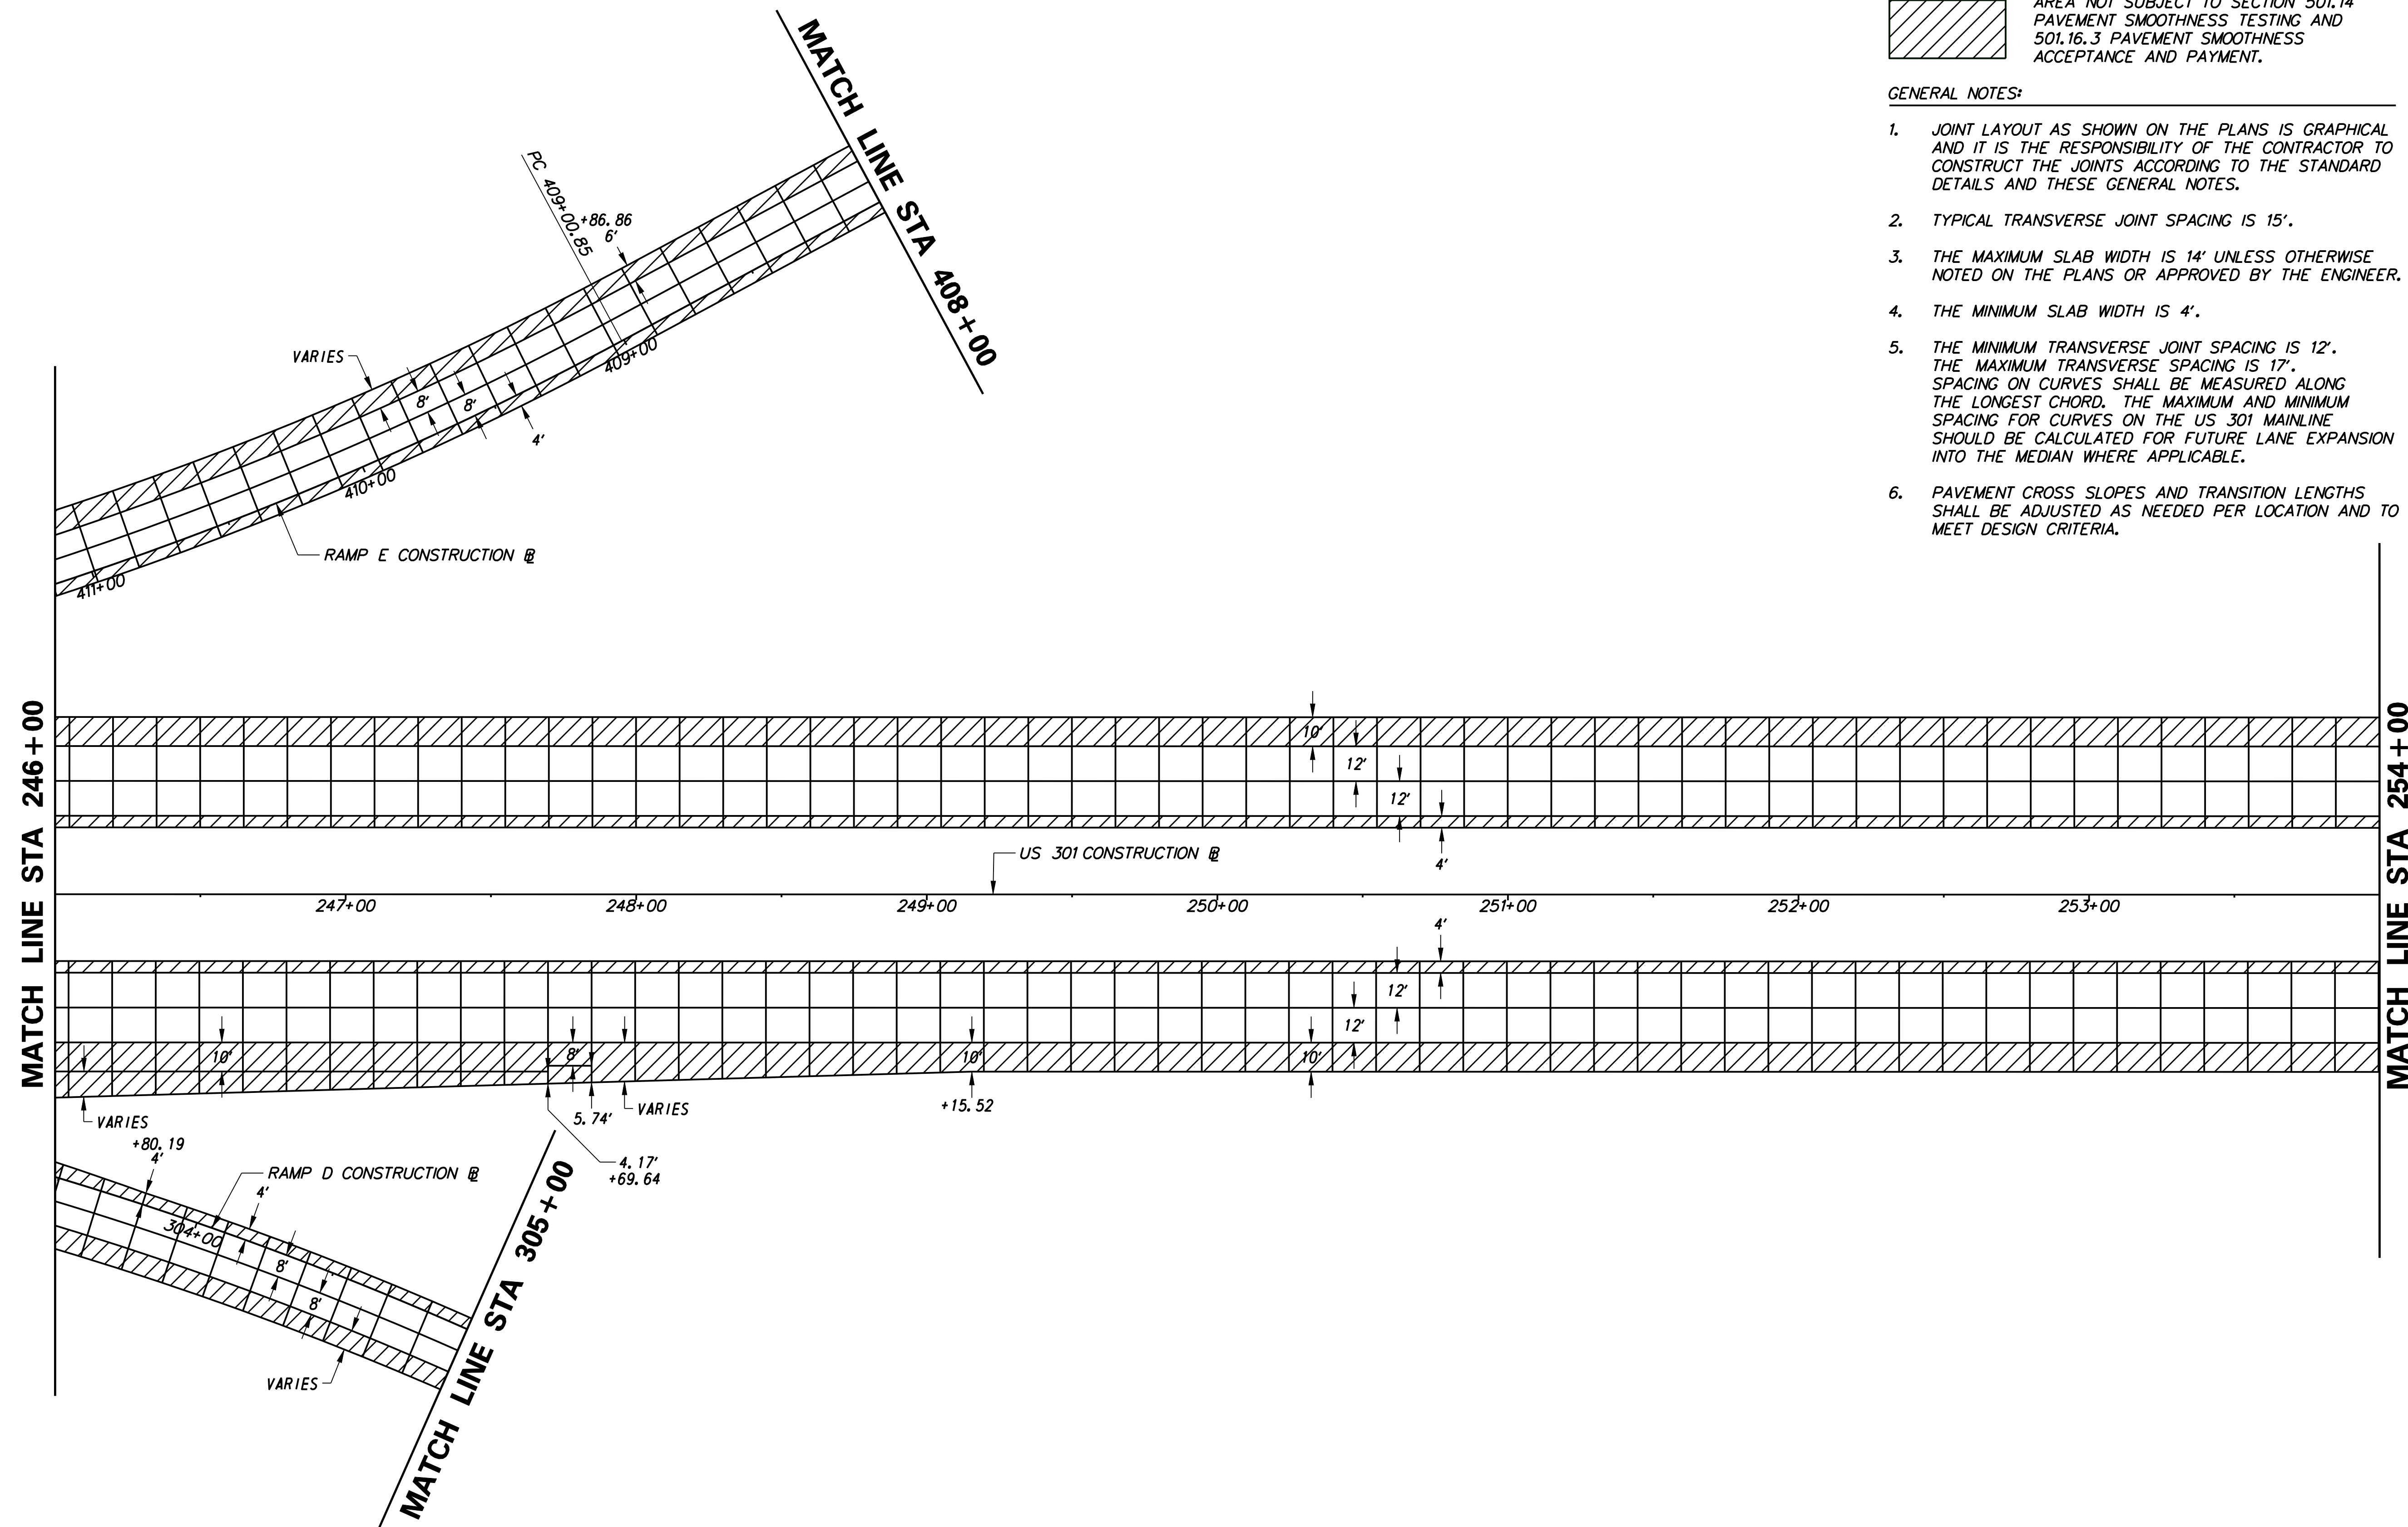 AREA NOT SUBJECT TO SECTION 501.14
PAVEMENT SMOOTHNESS TESTING AND
501.16.3 PAVEMENT SMOOTHNESS
ACCEPTANCE AND PAYMENT.
GENERAL NOTES:
1. JOINT LAYOUT AS SHOWN ON THE PLANS IS GRAPHICAL
AND IT IS THE RESPONSIBILITY OF THE CONTRACTOR TO
CONSTRUCT THE JOINTS ACCORDING TO THE STANDARD
DETAILS AND THESE GENERAL NOTES.
2. TYPICAL TRANSVERSE JOINT SPACING IS 15'.
3. THE MAXIMUM SLAB WIDTH IS 14' UNLESS OTHERWISE
NOTED ON THE PLANS OR APPROVED BY THE ENGINEER.
4. THE MINIMUM SLAB WIDTH IS 4'.
5. THE MINIMUM TRANSVERSE JOINT SPACING IS 12'.
THE MAXIMUM TRANSVERSE SPACING IS 17'.
SPACING ON CURVES SHALL BE MEASURED ALONG
THE LONGEST CHORD. THE MAXIMUM AND MINIMUM
SPACING FOR CURVES ON THE US 301 MAINLINE
SHOULD BE CALCULATED FOR FUTURE LANE EXPANSION
INTO THE MEDIAN WHERE APPLICABLE.
6. PAVEMENT CROSS SLOPES AND TRANSITION LENGTHS
SHALL BE ADJUSTED AS NEEDED PER LOCATION AND TO
MEET DESIGN CRITERIA.
MATCH LINE STA 408+00
PC 409+00.85
+86.86
6'
409+00
VARIES
8'
8'
4'
410+00
RAMP E CONSTRUCTION BL
411+00
MATCH LINE STA 246+00
MATCH LINE STA 254+00
10'
12'
12'
4'
US 301 CONSTRUCTION BL
247+00
248+00
249+00
250+00
251+00
252+00
253+00
4'
12'
12'
10'
8'
10'
10'
VARIES
5.74'
VARIES
+15.52
4.17'
+69.64
+80.19
4'
RAMP D CONSTRUCTION BL
4'
304+00
8'
8'
VARIES
MATCH LINE STA 305+00